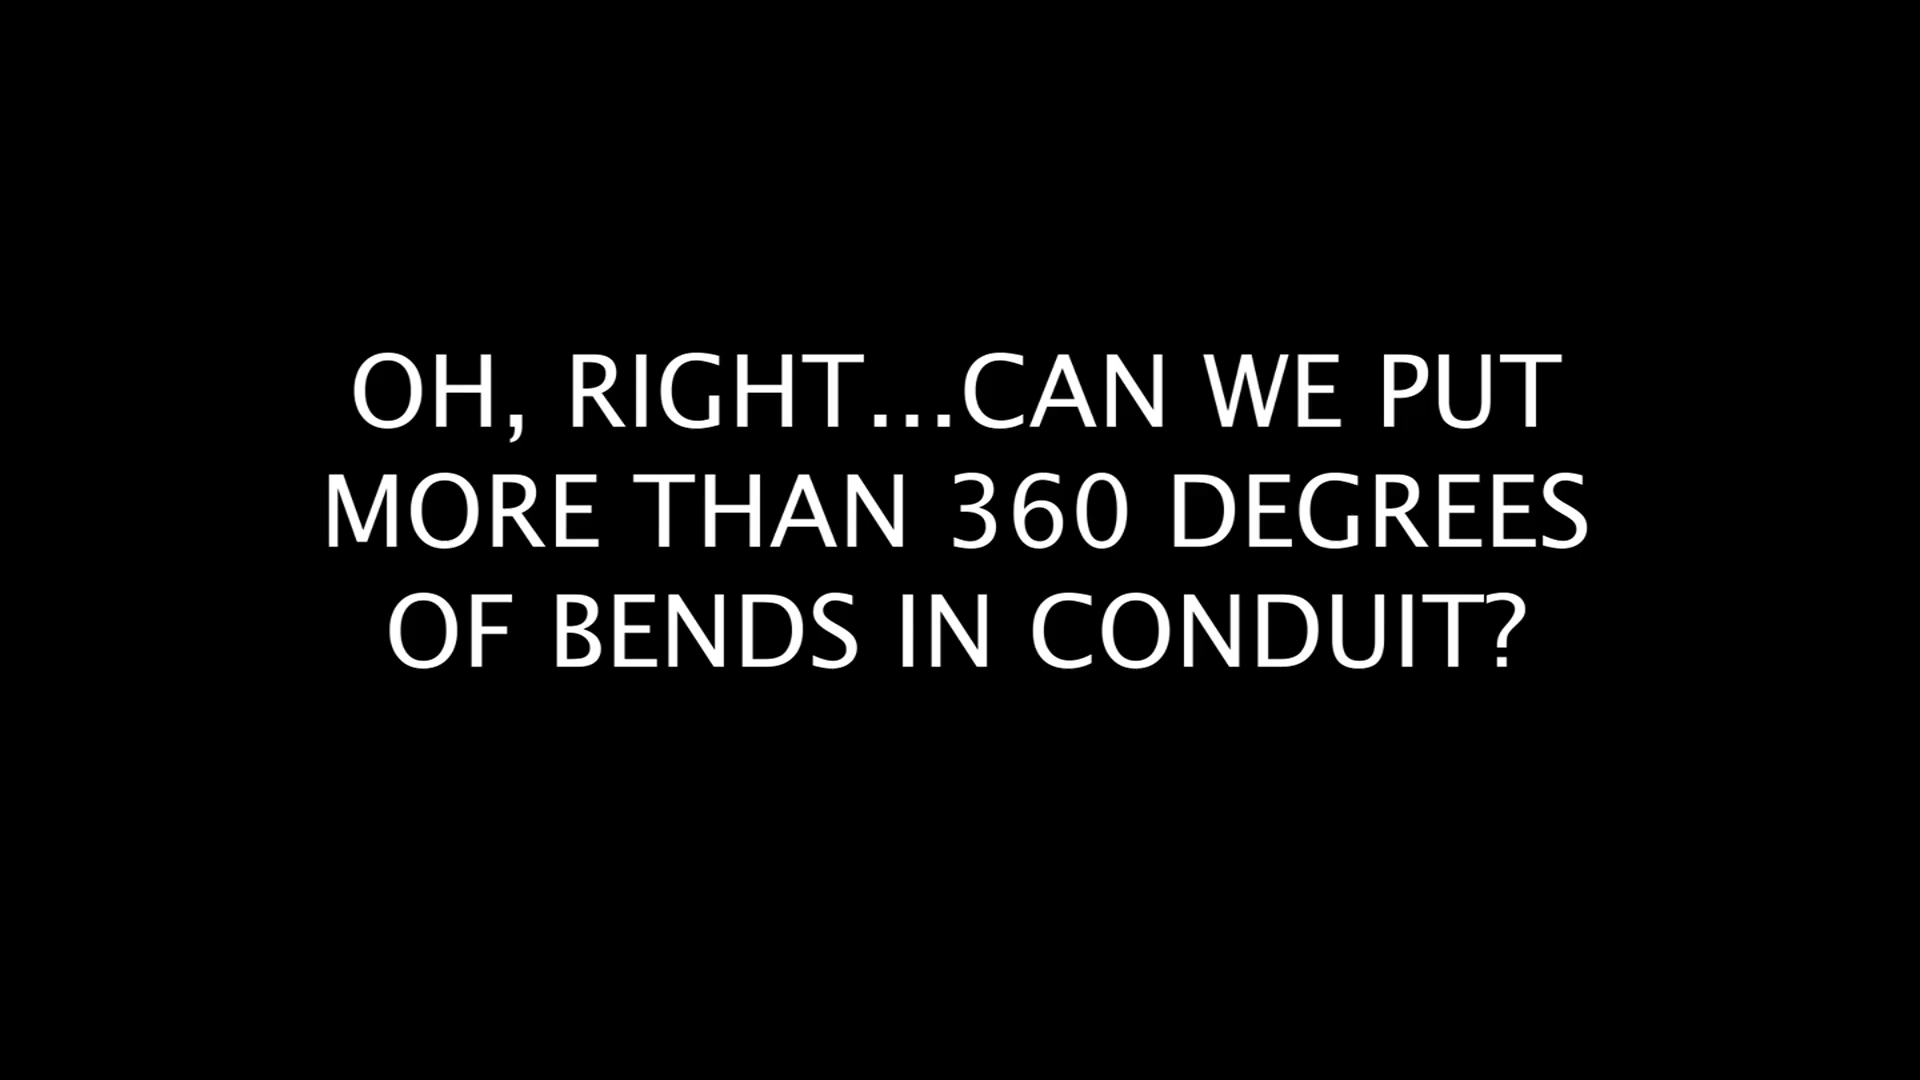 OH, RIGHT...CAN WE PUT
MORE THAN 360 DEGREES
OF BENDS IN CONDUIT?